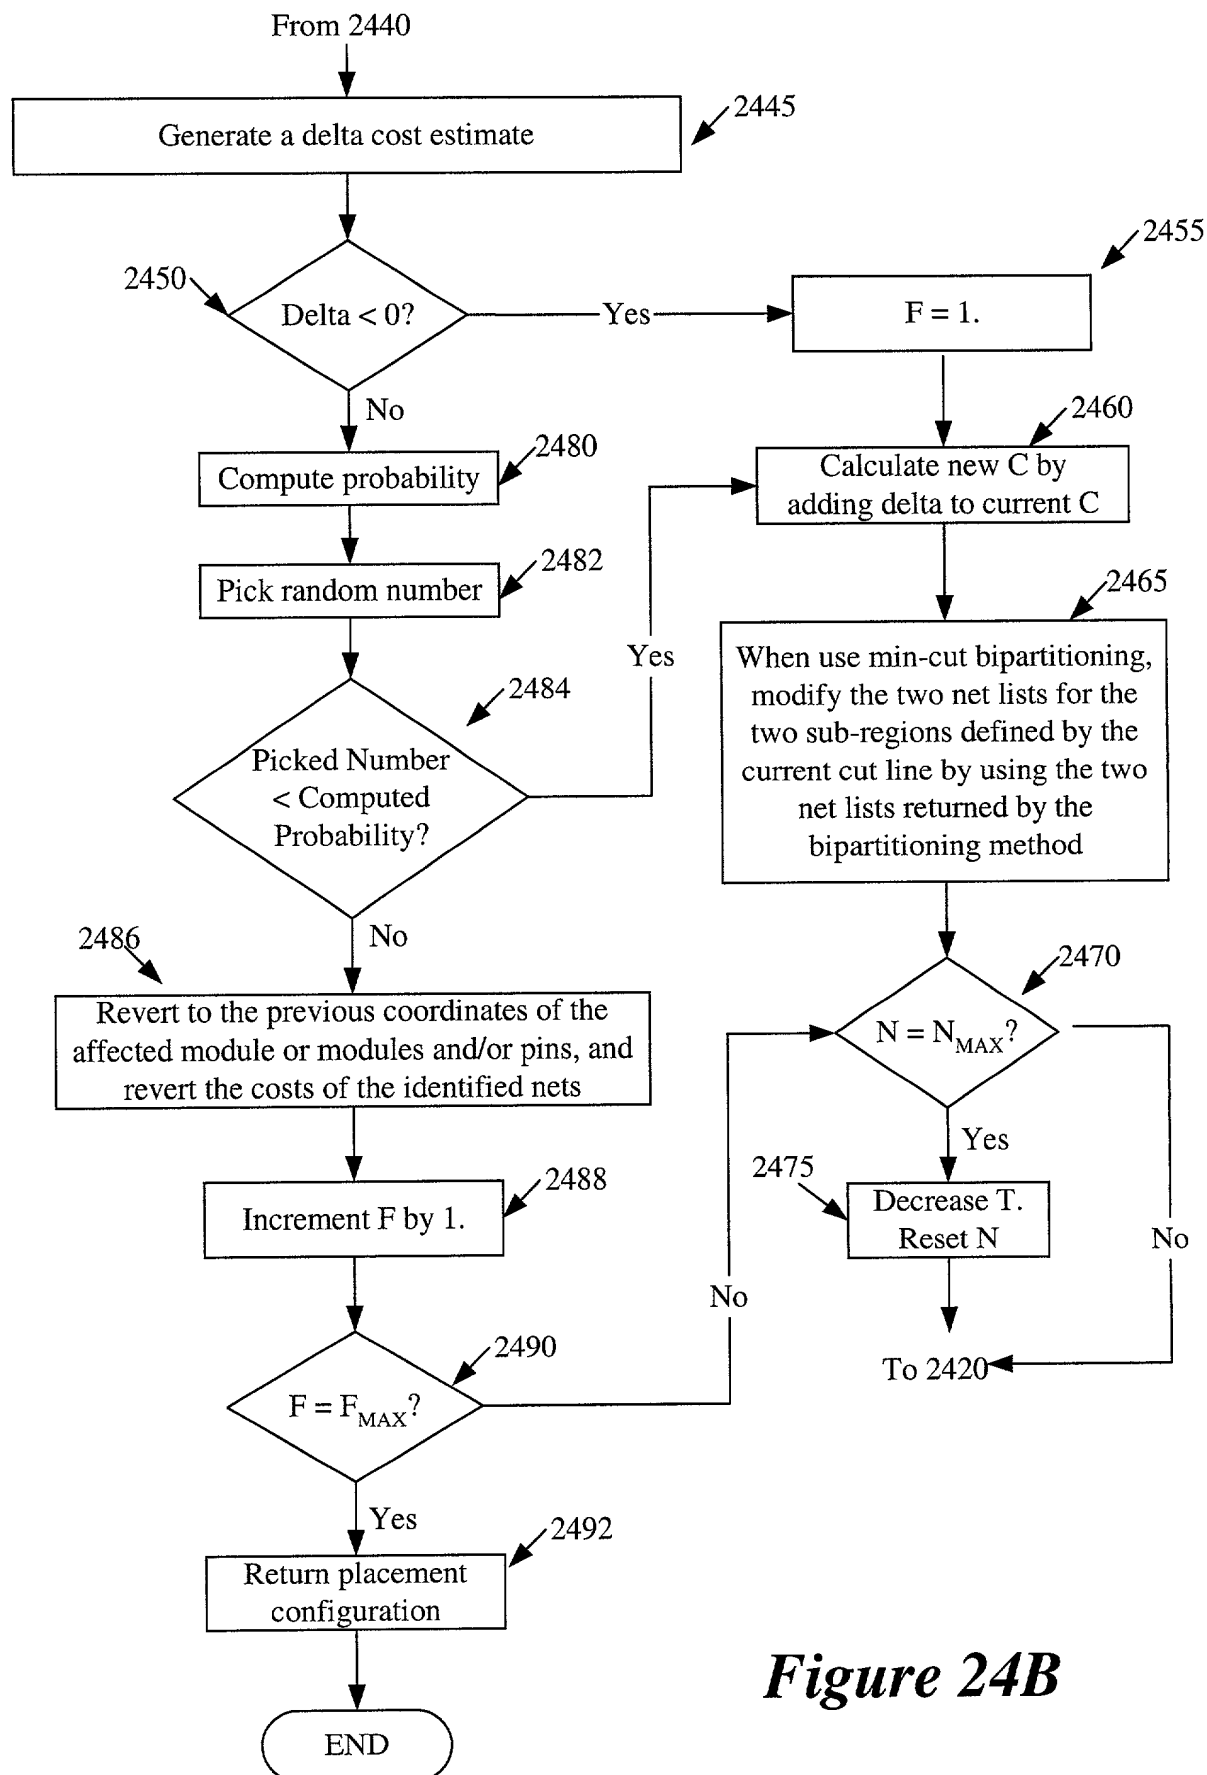 From 2440
Generate a delta cost estimate
2445
2450
Delta < 0?
Yes
2455
F = 1.
No
2480
Compute probability
2460
Calculate new C by
adding delta to current C
2482
Pick random number
Yes
2465
When use min-cut bipartitioning,
modify the two net lists for the
two sub-regions defined by the
current cut line by using the two
net lists returned by the
bipartitioning method
2484
Picked Number
< Computed
Probability?
No
2486
Revert to the previous coordinates of the
affected module or modules and/or pins, and
revert the costs of the identified nets
2470
N = NMAX?
Yes
2475
Decrease T.
Reset N
No
To 2420
2488
Increment F by 1.
No
2490
F = FMAX?
Yes
2492
Return placement
configuration
END
Figure 24B